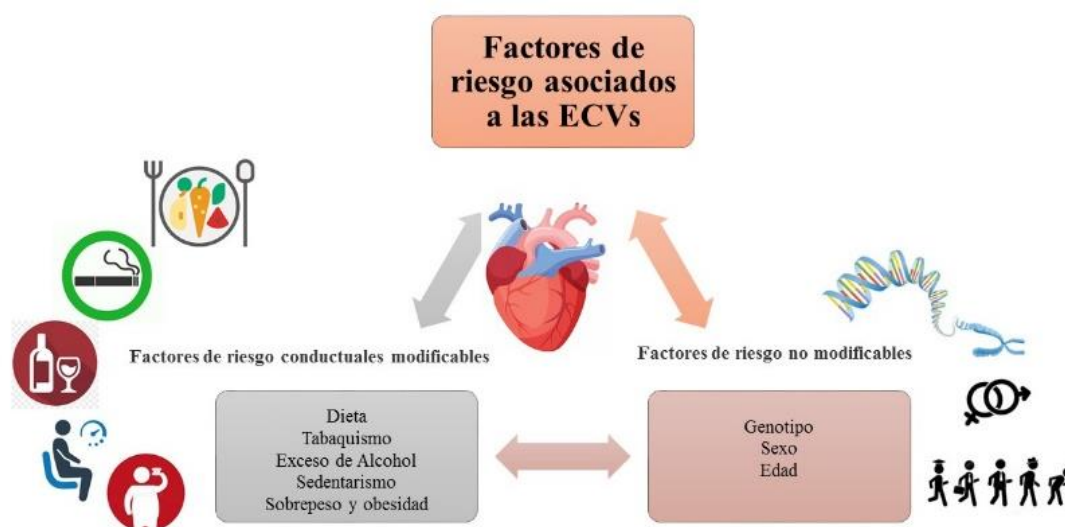 Factores de
riesgo asociados
a las ECVs
Factores de riesgo conductuales modificables
Factores de riesgo no modificables
Dieta
Tabaquismo
Exceso de Alcohol
Sedentarismo
Sobrepeso y obesidad
Genotipo
Sexo
Edad